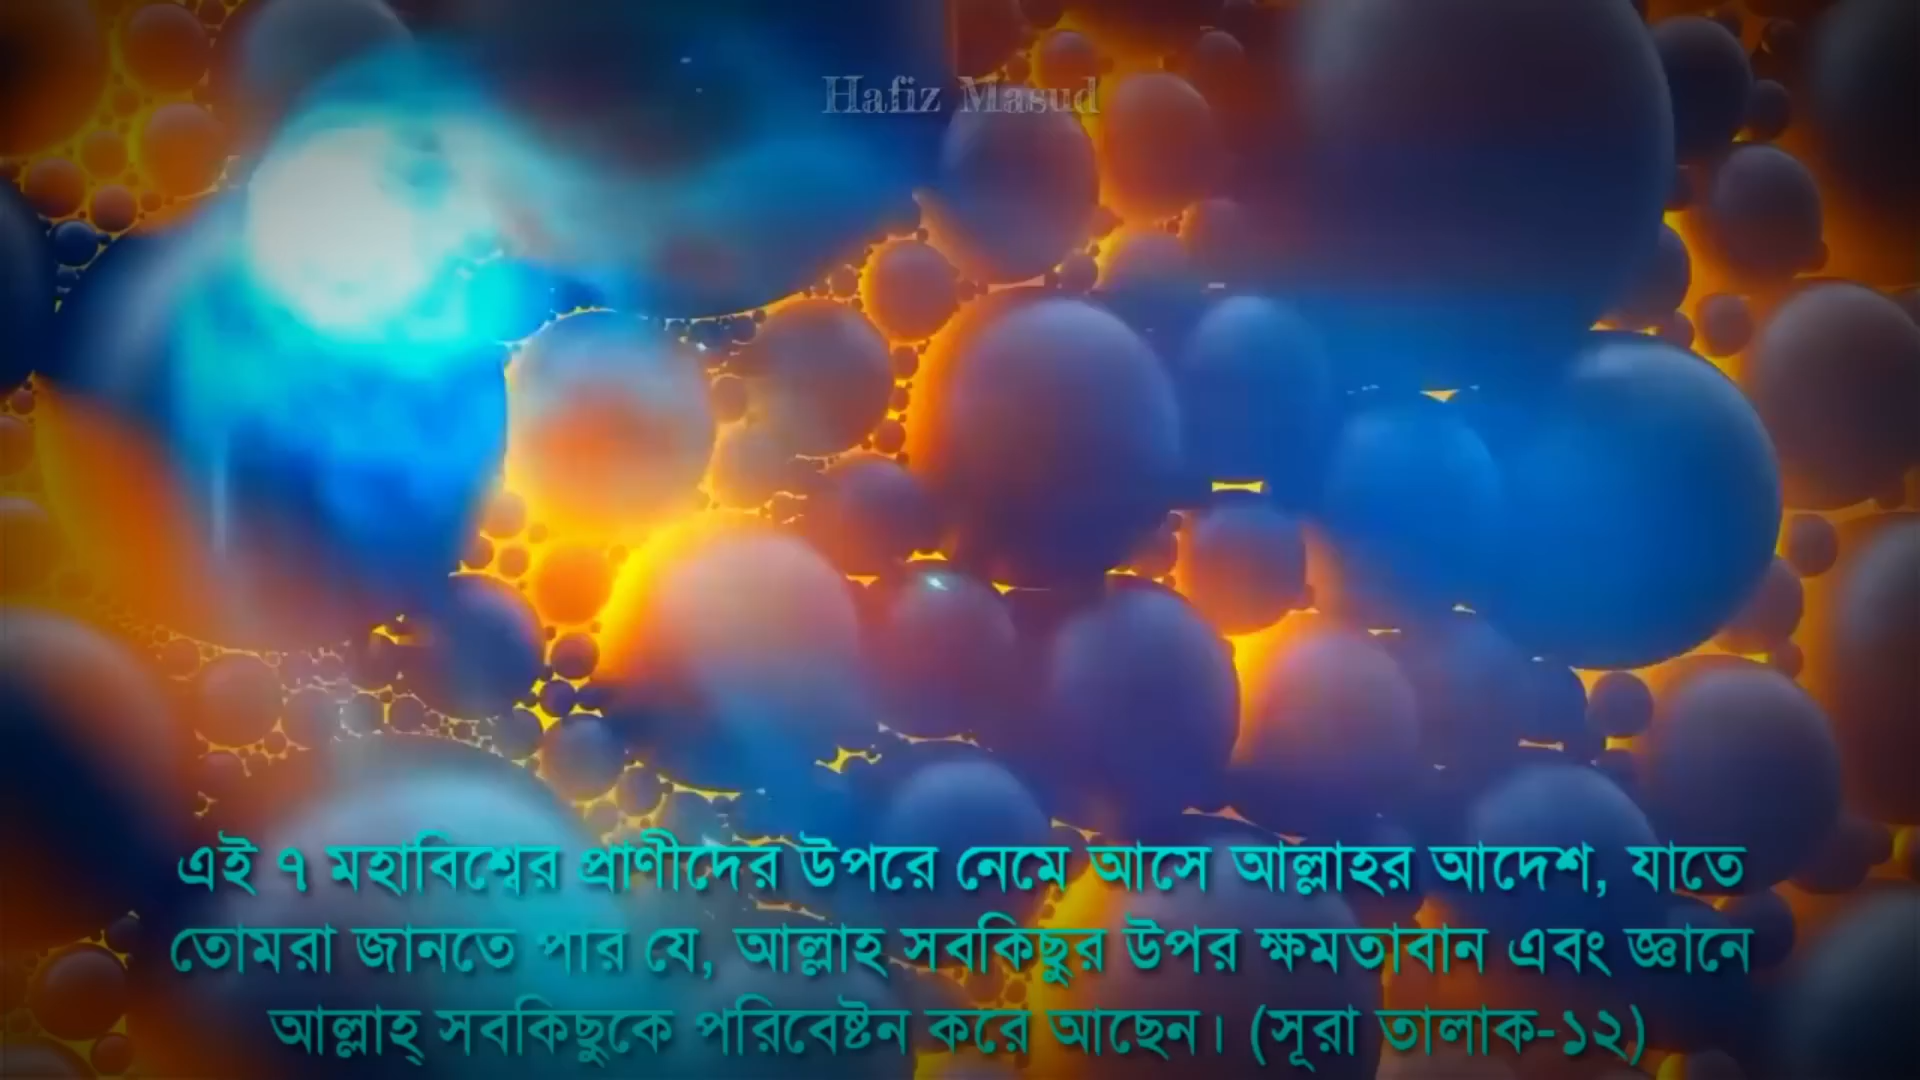 Hafiz Masud
এই ৭ মহাবিশ্বের প্রাণীদের উপরে নেমে আসে আল্লাহর আদেশ, যাতে
তোমরা জানতে পার যে, আল্লাহ সবকিছুর উপর ক্ষমতাবান এবং জ্ঞানে
আল্লাহ্ সবকিছুকে পরিবেষ্টন করে আছেন। (সূরা তালাক-১২)